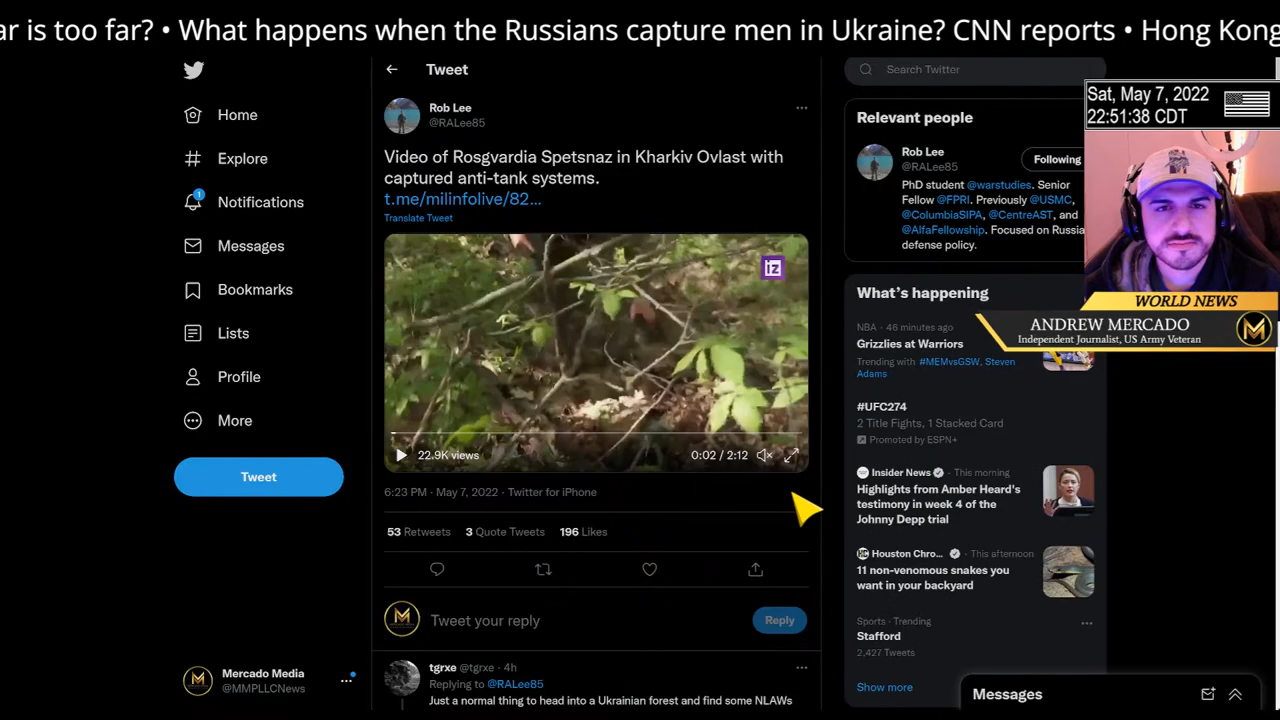 ar is too far? • What happens when the Russians capture men in Ukraine? CNN reports • Hong Kong
Home
Explore
1
Notifications
Messages
Bookmarks
Lists
Profile
More
Tweet
Mercado Media
@MMPLLCNews
Tweet
Rob Lee
@RALee85
Video of Rosgvardia Spetsnaz in Kharkiv Ovlast with
captured anti-tank systems.
t.me/milinfolive/82...
Translate Tweet
iz
22.9K views
0:02 / 2:12
6:23 PM · May 7, 2022 · Twitter for iPhone
53 Retweets 3 Quote Tweets 196 Likes
Tweet your reply
Reply
tgrxe @tgrxe · 4h
Replying to @RALee85
Just a normal thing to head into a Ukrainian forest and find some NLAWs
Search Twitter
Relevant people
Rob Lee
@RALee85
Following
PhD student @warstudies. Senior
Fellow @FPRI. Previously @USMC,
@ColumbiaSIPA, @CentreAST, and
@AlfaFellowship. Focused on Russia
defense policy.
What's happening
NBA · 46 minutes ago
Grizzlies at Warriors
Trending with #MEMvsGSW, Steven
Adams
#UFC274
2 Title Fights, 1 Stacked Card
Promoted by ESPN+
Insider News · This morning
Highlights from Amber Heard's
testimony in week 4 of the
Johnny Depp trial
Houston Chro... · This afternoon
11 non-venomous snakes you
want in your backyard
Sports · Trending
Stafford
2,427 Tweets
Show more
Messages
Sat, May 7, 2022
22:51:38 CDT
WORLD NEWS
ANDREW MERCADO
Independent Journalist, US Army Veteran
M